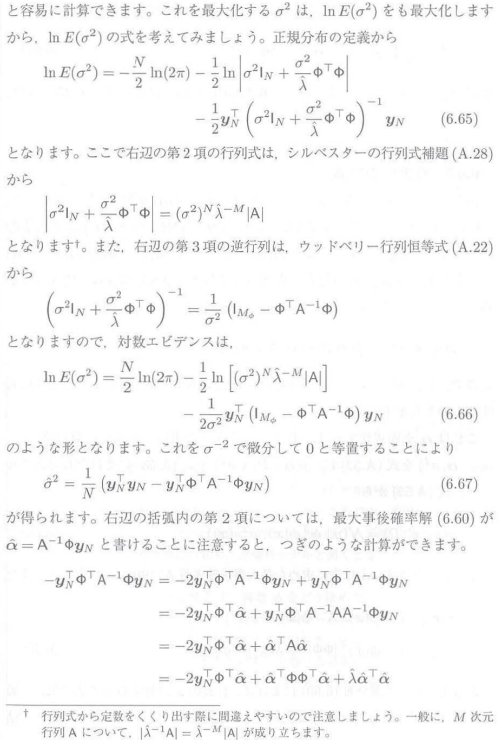 と容易に計算できます。これを最大化する σ² は，ln E(σ²) をも最大化します
から，ln E(σ²) の式を考えてみましょう。正規分布の定義から
ln E(σ²) = −N/2 ln(2π) − 1/2 ln |σ²I_N + σ²/λ̂ Φ^⊤Φ|
− 1/2 y_N^⊤ (σ²I_N + σ²/λ̂ Φ^⊤Φ)^{-1} y_N (6.65)
となります。ここで右辺の第 2 項の行列式は，シルベスターの行列式補題 (A.28)
から
|σ²I_N + σ²/λ̂ Φ^⊤Φ| = (σ²)^N λ̂^{-M} |A|
となります†。また，右辺の第 3 項の逆行列は，ウッドベリー行列恒等式 (A.22)
から
(σ²I_N + σ²/λ̂ Φ^⊤Φ)^{-1} = 1/σ² (I_{M_Φ} − Φ^⊤A^{-1}Φ)
となりますので，対数エビデンスは，
ln E(σ²) = N/2 ln(2π) − 1/2 ln [(σ²)^N λ̂^{-M} |A|]
− 1/2σ² y_N^⊤ (I_{M_Φ} − Φ^⊤A^{-1}Φ) y_N (6.66)
のような形となります。これを σ^{-2} で微分して 0 と等置することにより
σ̂² = 1/N (y_N^⊤ y_N − y_N^⊤Φ^⊤A^{-1}Φy_N) (6.67)
が得られます。右辺の括弧内の第 2 項については，最大事後確率解 (6.60) が
α̂ = A^{-1}Φy_N と書けることに注意すると，つぎのような計算ができます。
−y_N^⊤Φ^⊤A^{-1}Φy_N = −2y_N^⊤Φ^⊤A^{-1}Φy_N + y_N^⊤Φ^⊤A^{-1}Φy_N
= −2y_N^⊤Φ^⊤α̂ + y_N^⊤Φ^⊤A^{-1}AA^{-1}Φy_N
= −2y_N^⊤Φ^⊤α̂ + α̂^⊤Aα̂
= −2y_N^⊤Φ^⊤α̂ + α̂^⊤ΦΦ^⊤α̂ + λ̂α̂^⊤α̂
† 行列式から定数をくくり出す際に間違えやすいので注意しましょう。一般に，M 次元
行列 A について，|λ̂^{-1}A| = λ̂^{-M}|A| が成り立ちます。